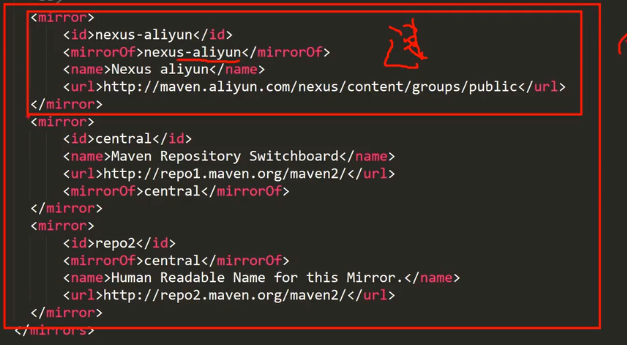 <mirror>
<id>nexus-aliyun</id>
<mirrorOf>nexus-aliyun</mirrorOf>
<name>Nexus aliyun</name>
<url>http://maven.aliyun.com/nexus/content/groups/public</url>
</mirror>
<mirror>
<id>central</id>
<name>Maven Repository Switchboard</name>
<url>http://repo1.maven.org/maven2/</url>
<mirrorOf>central</mirrorOf>
</mirror>
<mirror>
<id>repo2</id>
<mirrorOf>central</mirrorOf>
<name>Human Readable Name for this Mirror.</name>
<url>http://repo2.maven.org/maven2/</url>
</mirror>
</mirrors>